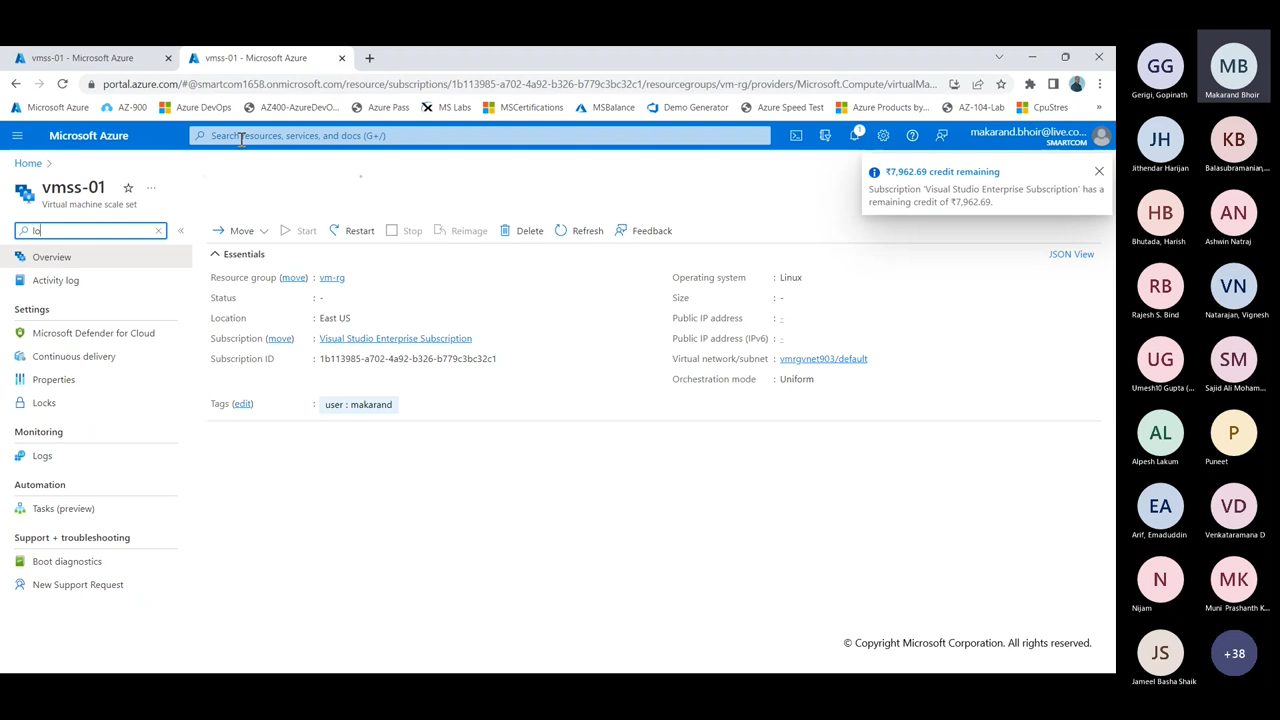 vmss-01 - Microsoft Azure
vmss-01 - Microsoft Azure
portal.azure.com/#@smartcom1658.onmicrosoft.com/resource/subscriptions/1b113985-a702-4a92-b326-b779c3bc32c1/resourcegroups/vm-rg/providers/Microsoft.Compute/virtualMa...
Microsoft Azure AZ-900 Azure DevOps AZ400-AzureDevO... Azure Pass MS Labs MSCertifications MSBalance Demo Generator Azure Speed Test Azure Products by... AZ-104-Lab CpuStres »
Microsoft Azure
Search resources, services, and docs (G+/)
1
makarand.bhoir@live.co...
SMARTCOM
Home >
₹7,962.69 credit remaining
Subscription 'Visual Studio Enterprise Subscription' has a
remaining credit of ₹7,962.69.
vmss-01 ...
Virtual machine scale set
lo
Move Start Restart Stop Reimage Delete Refresh Feedback
Overview
Activity log
Settings
Microsoft Defender for Cloud
Continuous delivery
Properties
Locks
Monitoring
Logs
Automation
Tasks (preview)
Support + troubleshooting
Boot diagnostics
New Support Request
Essentials
JSON View
Resource group (move) : vm-rg
Status : -
Location : East US
Subscription (move) : Visual Studio Enterprise Subscription
Subscription ID : 1b113985-a702-4a92-b326-b779c3bc32c1
Tags (edit) : user : makarand
Operating system : Linux
Size : -
Public IP address : -
Public IP address (IPv6) : -
Virtual network/subnet : vmrgvnet903/default
Orchestration mode : Uniform
© Copyright Microsoft Corporation. All rights reserved.
GG
Gerigi, Gopinath
MB
Makarand Bhoir
JH
Jithendar Harijan
KB
Balasubramanian,...
HB
Bhutada, Harish
AN
Ashwin Natraj
RB
Rajesh S. Bind
VN
Natarajan, Vignesh
UG
Umesh10 Gupta (...
SM
Sajid Ali Moham...
AL
Alpesh Lakum
P
Puneet
EA
Arif, Emaduddin
VD
Venkataramana D
N
Nijam
MK
Muni Prashanth K...
JS
Jameel Basha Shaik
+38